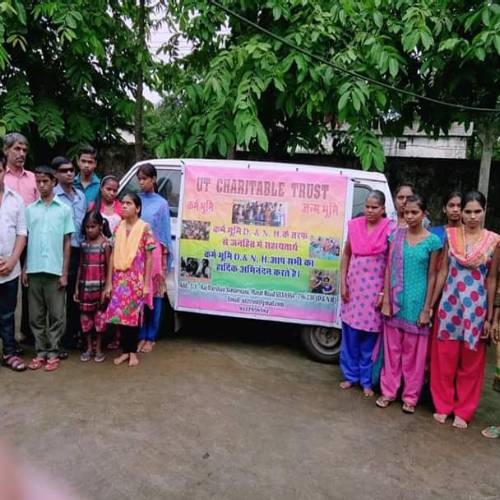 UT CHARITABLE TRUST
कर्म भूमि
जन्म भूमि
कर्म भूमि D. & N. H. के तरफ
से जनहित में सहायतार्थ
कर्म भूमि D. & N. H. आप सभी का
हार्दिक अभिनंदन करते है।